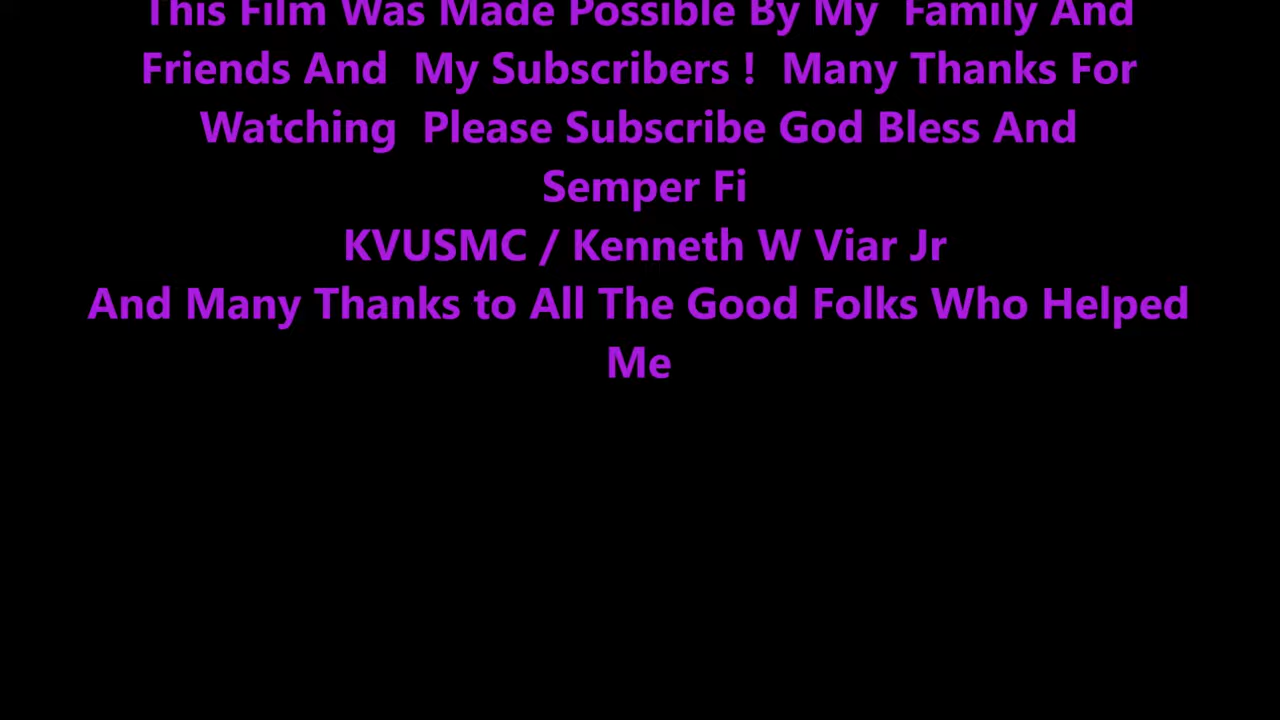 This Film Was Made Possible By My  Family And
Friends And  My Subscribers !  Many Thanks For
Watching  Please Subscribe God Bless And
Semper Fi
KVUSMC / Kenneth W Viar Jr
And Many Thanks to All The Good Folks Who Helped
Me